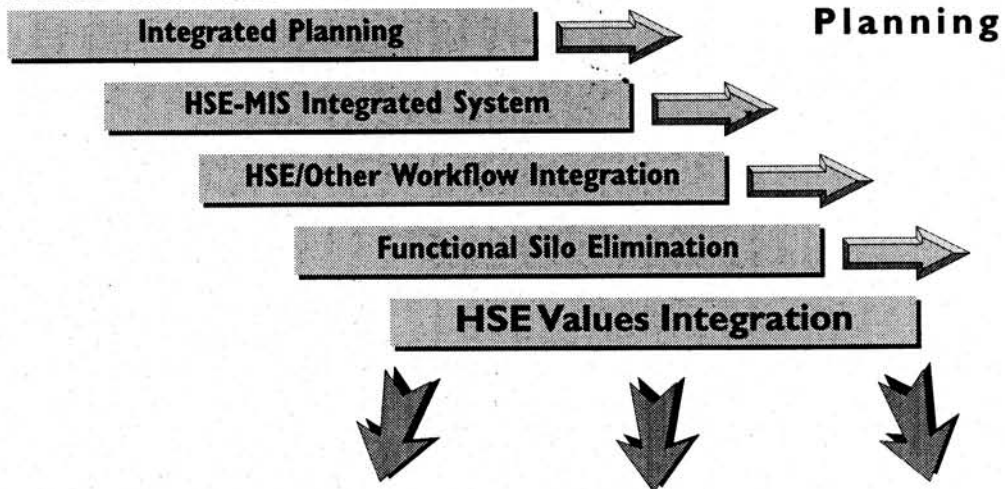 Planning
Integrated Planning
HSE-MIS Integrated System
HSE/Other Workflow Integration
Functional Silo Elimination
HSE Values Integration